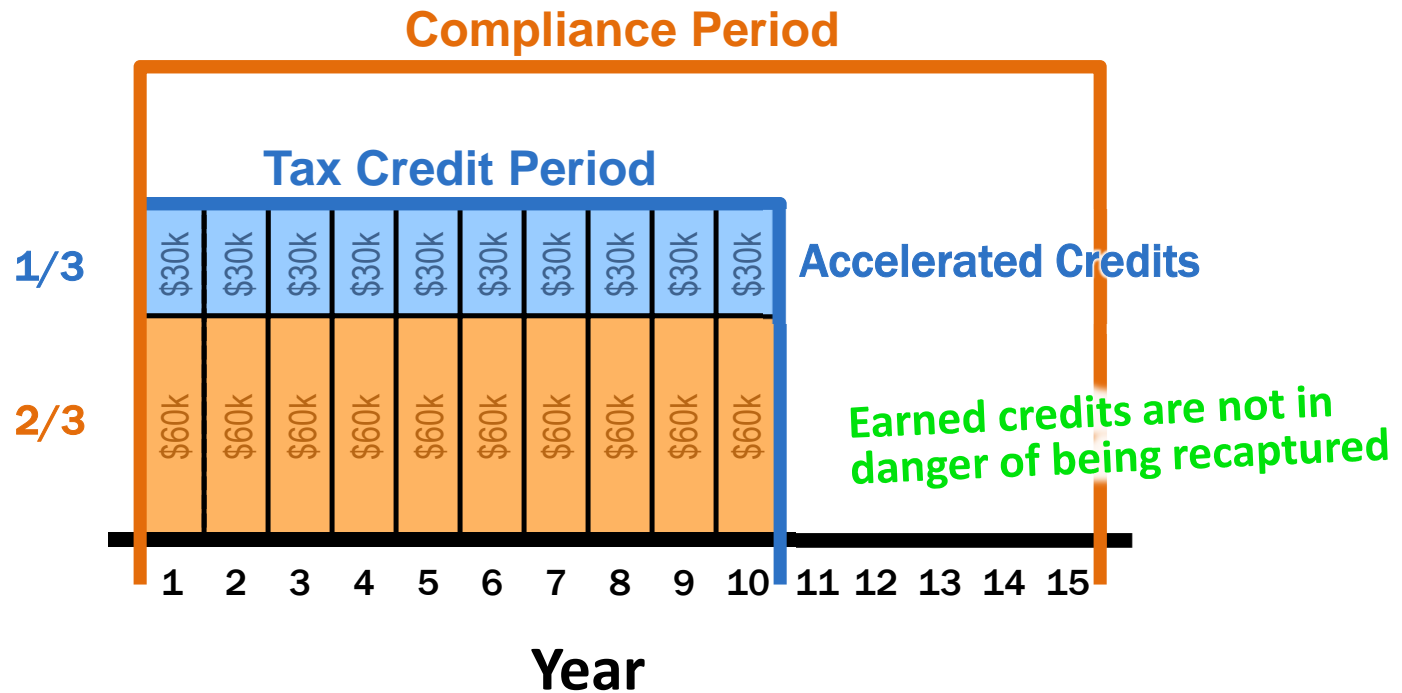 Compliance Period
Tax Credit Period
1/3
$30k $30k $30k $30k $30k $30k $30k $30k $30k $30k
Accelerated Credits
2/3
$60k $60k $60k $60k $60k $60k $60k $60k $60k $60k
Earned credits are not in
danger of being recaptured
1 2 3 4 5 6 7 8 9 10 11 12 13 14 15
Year